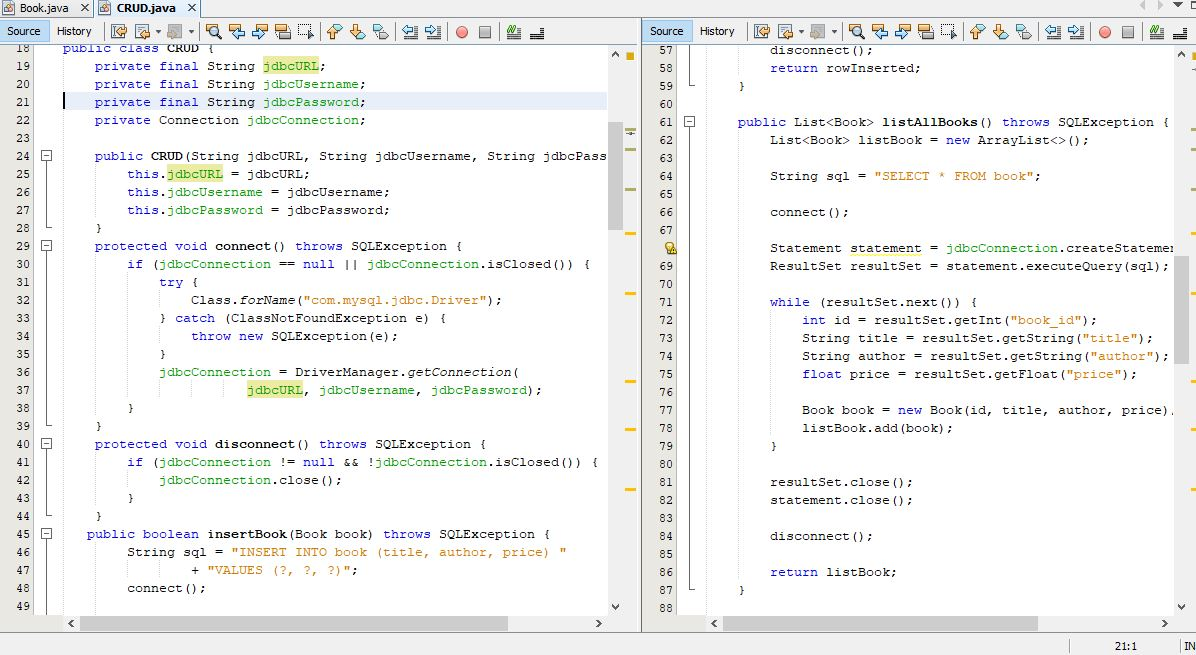 Book.java
CRUD.java
Source History
18 public class CRUD {
19 private final String jdbcURL;
20 private final String jdbcUsername;
21 private final String jdbcPassword;
22 private Connection jdbcConnection;
23
24 public CRUD(String jdbcURL, String jdbcUsername, String jdbcPass
25 this.jdbcURL = jdbcURL;
26 this.jdbcUsername = jdbcUsername;
27 this.jdbcPassword = jdbcPassword;
28 }
29 protected void connect() throws SQLException {
30 if (jdbcConnection == null || jdbcConnection.isClosed()) {
31 try {
32 Class.forName("com.mysql.jdbc.Driver");
33 } catch (ClassNotFoundException e) {
34 throw new SQLException(e);
35 }
36 jdbcConnection = DriverManager.getConnection(
37 jdbcURL, jdbcUsername, jdbcPassword);
38 }
39 }
40 protected void disconnect() throws SQLException {
41 if (jdbcConnection != null && !jdbcConnection.isClosed()) {
42 jdbcConnection.close();
43 }
44 }
45 public boolean insertBook(Book book) throws SQLException {
46 String sql = "INSERT INTO book (title, author, price) "
47 + "VALUES (?, ?, ?)";
48 connect();
49
Source History
57 disconnect();
58 return rowInserted;
59 }
60
61 public List<Book> listAllBooks() throws SQLException {
62 List<Book> listBook = new ArrayList<>();
63
64 String sql = "SELECT * FROM book";
65
66 connect();
67
Statement statement = jdbcConnection.createStatemen
69 ResultSet resultSet = statement.executeQuery(sql);
70
71 while (resultSet.next()) {
72 int id = resultSet.getInt("book_id");
73 String title = resultSet.getString("title");
74 String author = resultSet.getString("author");
75 float price = resultSet.getFloat("price");
76
77 Book book = new Book(id, title, author, price)
78 listBook.add(book);
79 }
80
81 resultSet.close();
82 statement.close();
83
84 disconnect();
85
86 return listBook;
87 }
88
21:1 IN